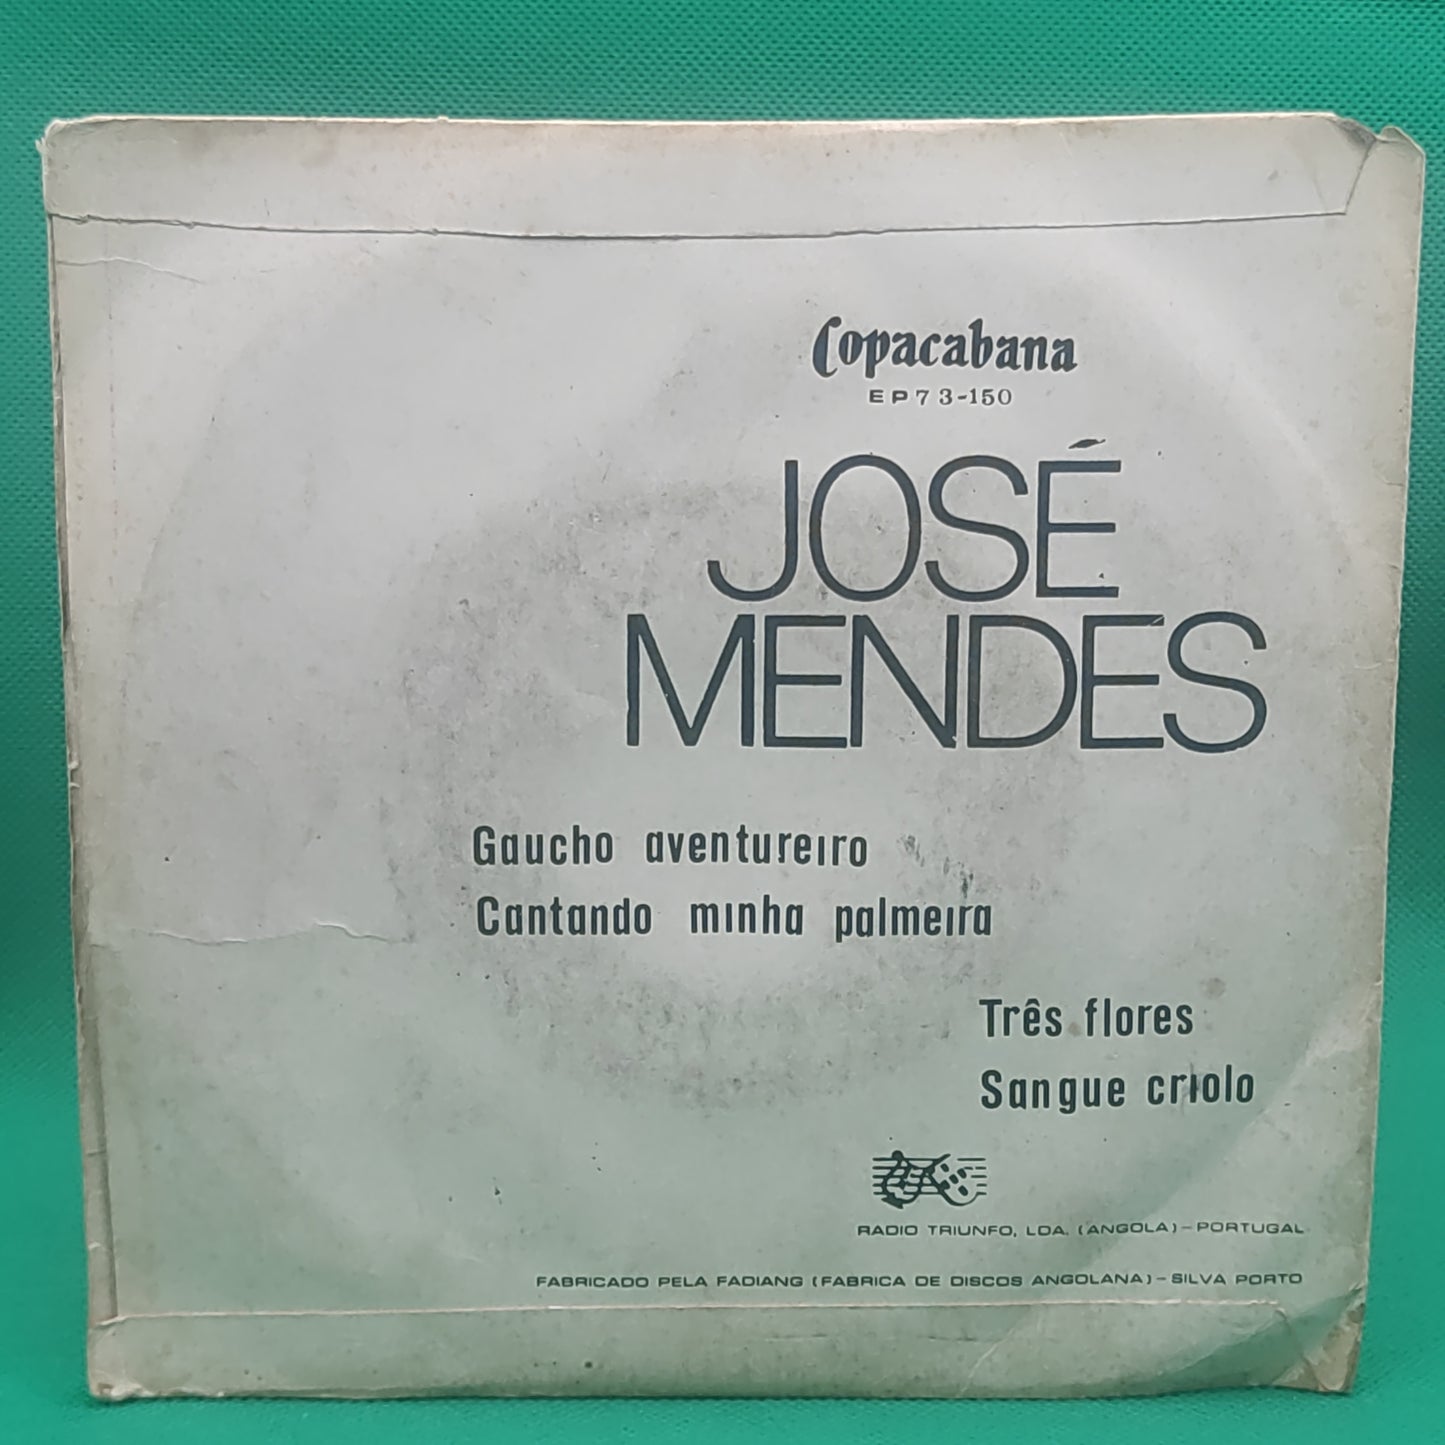 Copacabana
EP73-150
JOSÉ
MENDES
Gaucho aventureiro
Cantando minha palmeira
Três flores
Sangue criolo
RADIO TRIUNFO, LDA. (ANGOLA)-PORTUGAL
FABRICADO PELA FADIANG (FABRICA DE DISCOS ANGOLANA)-SILVA PORTO